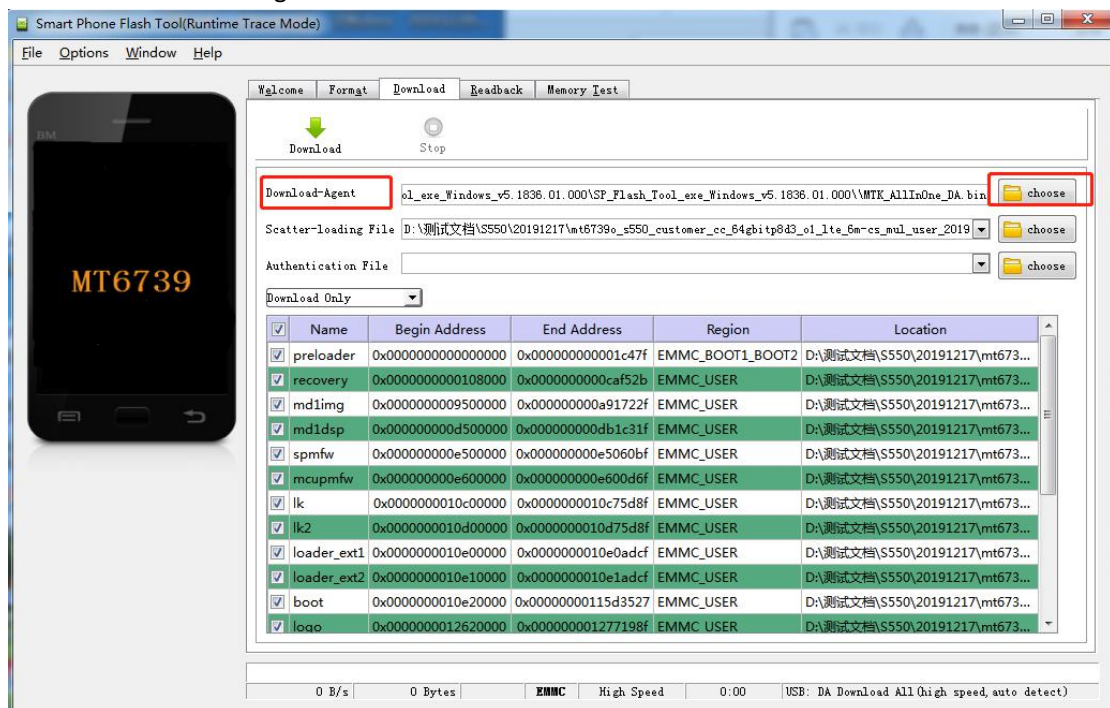 Smart Phone Flash Tool(Runtime Trace Mode)
File Options Window Help
Welcome Format Download Readback Memory Test
BM
Download Stop
Download-Agent ol_exe_Windows_v5.1836.01.000\SP_Flash_Tool_exe_Windows_v5.1836.01.000\\MTK_AllInOne_DA.bin choose
Scatter-loading File D:\测试文档\S550\20191217\mt6739o_s550_customer_cc_64gbitp8d3_o1_lte_6m-cs_mul_user_2019 choose
Authentication File choose
MT6739
Download Only
Name Begin Address End Address Region Location
preloader 0x0000000000000000 0x000000000001c47f EMMC_BOOT1_BOOT2 D:\测试文档\S550\20191217\mt673...
recovery 0x0000000000108000 0x0000000000caf52b EMMC_USER D:\测试文档\S550\20191217\mt673...
md1img 0x0000000009500000 0x000000000a91722f EMMC_USER D:\测试文档\S550\20191217\mt673...
md1dsp 0x000000000d500000 0x000000000db1c31f EMMC_USER D:\测试文档\S550\20191217\mt673...
spmfw 0x000000000e500000 0x000000000e5060bf EMMC_USER D:\测试文档\S550\20191217\mt673...
mcupmfw 0x000000000e600000 0x000000000e600d6f EMMC_USER D:\测试文档\S550\20191217\mt673...
lk 0x0000000010c00000 0x0000000010c75d8f EMMC_USER D:\测试文档\S550\20191217\mt673...
lk2 0x0000000010d00000 0x0000000010d75d8f EMMC_USER D:\测试文档\S550\20191217\mt673...
loader_ext1 0x0000000010e00000 0x0000000010e0adcf EMMC_USER D:\测试文档\S550\20191217\mt673...
loader_ext2 0x0000000010e10000 0x0000000010e1adcf EMMC_USER D:\测试文档\S550\20191217\mt673...
boot 0x0000000010e20000 0x00000000115d3527 EMMC_USER D:\测试文档\S550\20191217\mt673...
logo 0x0000000012620000 0x000000001277198f EMMC_USER D:\测试文档\S550\20191217\mt673...
0 B/s 0 Bytes EMMC High Speed 0:00 USB: DA Download All(high speed,auto detect)